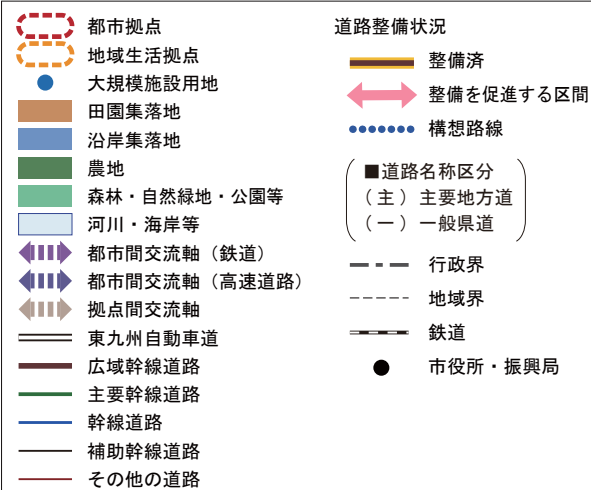 都市拠点
地域生活拠点
大規模施設用地
田園集落地
沿岸集落地
農地
森林・自然緑地・公園等
河川・海岸等
都市間交流軸（鉄道）
都市間交流軸（高速道路）
拠点間交流軸
東九州自動車道
広域幹線道路
主要幹線道路
幹線道路
補助幹線道路
その他の道路
道路整備状況
整備済
整備を促進する区間
構想路線
■道路名称区分
（主）主要地方道
（一）一般県道
行政界
地域界
鉄道
市役所・振興局